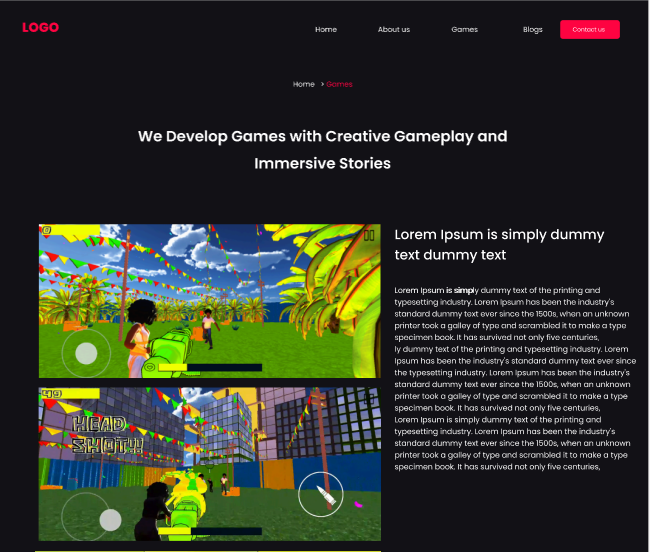 LOGO
Home About us Games Blogs Contact us
Home > Games
We Develop Games with Creative Gameplay and
Immersive Stories
0
49
HEAD
SHOT!!
Lorem Ipsum is simply dummy
text dummy text
Lorem Ipsum is simply dummy text of the printing and
typesetting industry. Lorem Ipsum has been the industry's
standard dummy text ever since the 1500s, when an unknown
printer took a galley of type and scrambled it to make a type
specimen book. It has survived not only five centuries,
ly dummy text of the printing and typesetting industry. Lorem
Ipsum has been the industry's standard dummy text ever since
the typesetting industry. Lorem Ipsum has been the industry's
standard dummy text ever since the 1500s, when an unknown
printer took a galley of type and scrambled it to make a type
specimen book. It has survived not only five centuries,
Lorem Ipsum is simply dummy text of the printing and
typesetting industry. Lorem Ipsum has been the industry's
standard dummy text ever since the 1500s, when an unknown
printer took a galley of type and scrambled it to make a type
specimen book. It has survived not only five centuries,